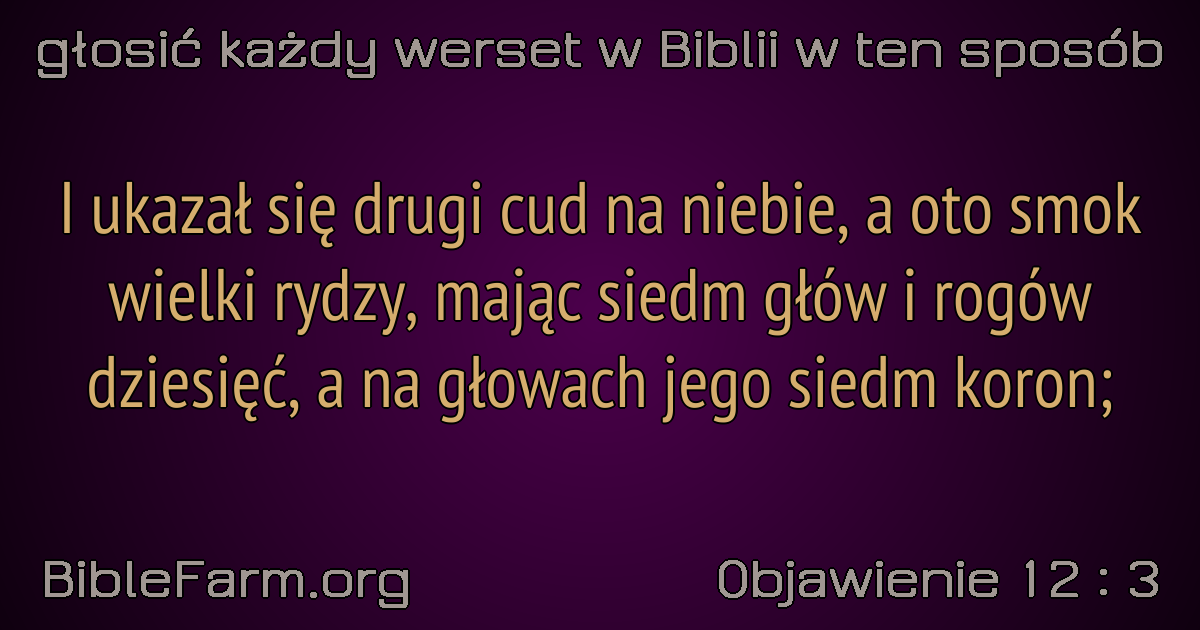 głosić każdy werset w Biblii w ten sposób
I ukazał się drugi cud na niebie, a oto smok
wielki rydzy, mając siedm głów i rogów
dziesięć, a na głowach jego siedm koron;
BibleFarm.org
Objawienie 12 : 3